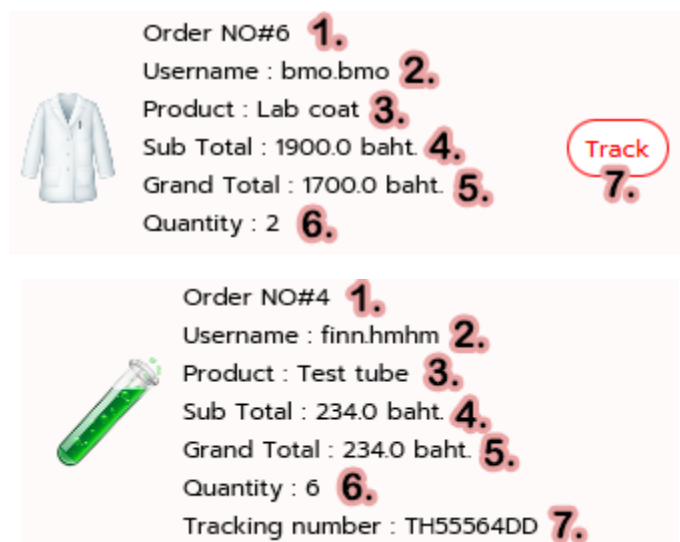 Order NO#6 1.
Username : bmo.bmo 2.
Product : Lab coat 3.
Sub Total : 1900.0 baht. 4.
Grand Total : 1700.0 baht. 5.
Quantity : 2 6.
Track
7.
Order NO#4 1.
Username : finn.hmhm 2.
Product : Test tube 3.
Sub Total : 234.0 baht. 4.
Grand Total : 234.0 baht. 5.
Quantity : 6 6.
Tracking number : TH55564DD 7.